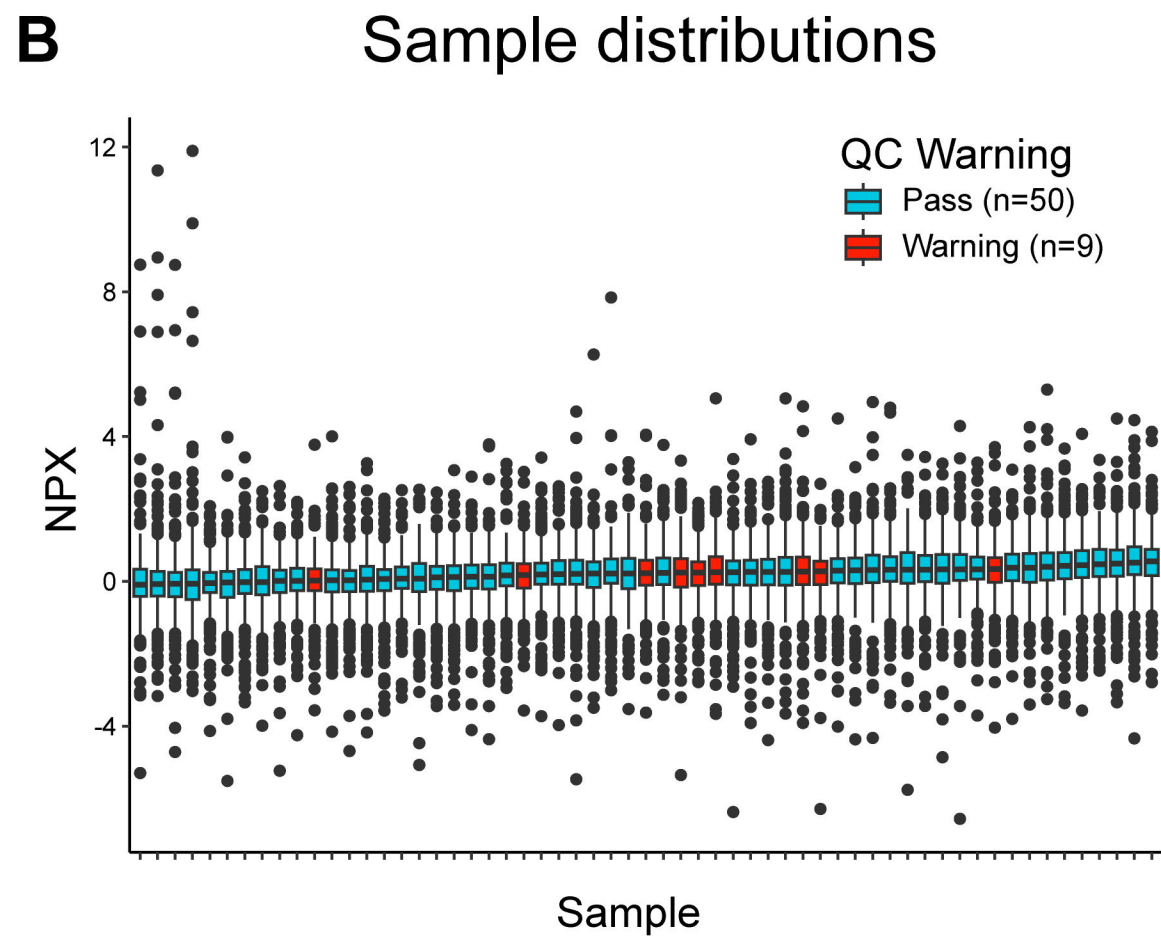 B
Sample distributions
QC Warning
Pass (n=50)
Warning (n=9)
12
8
4
0
-4
NPX
Sample